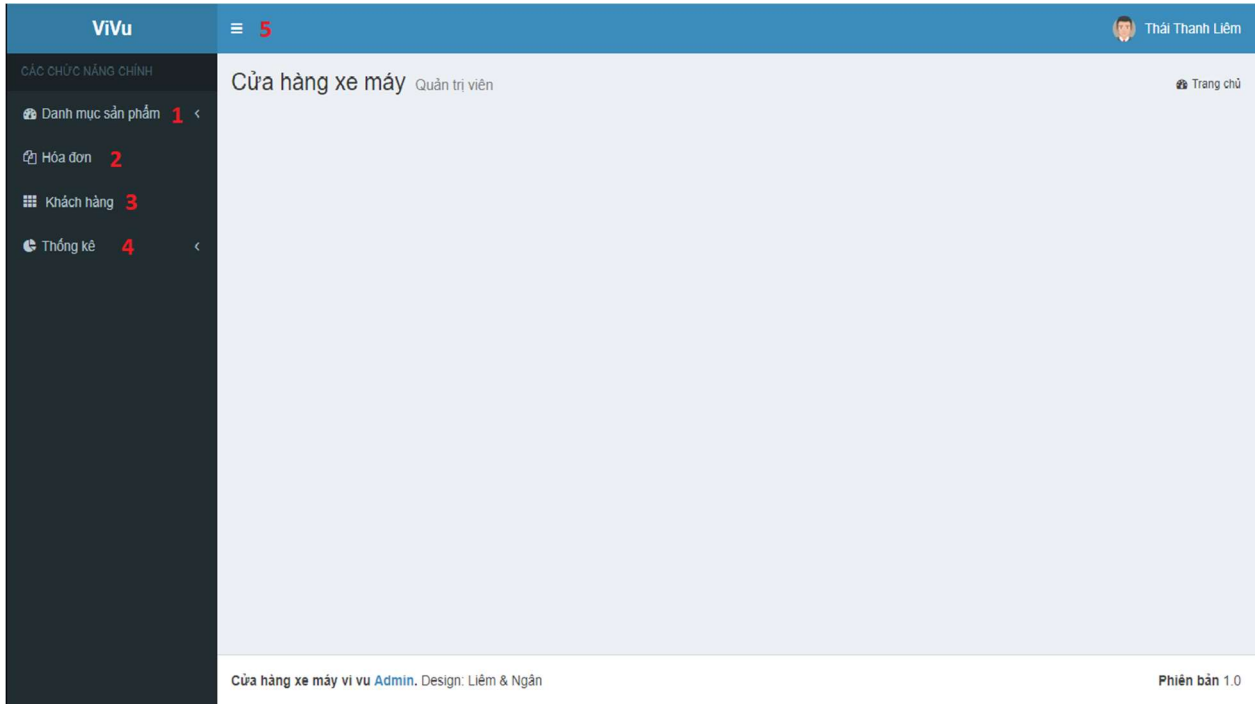 ViVu
5
Thái Thanh Liêm
CÁC CHỨC NĂNG CHÍNH
Cửa hàng xe máy Quản trị viên
Trang chủ
Danh mục sản phẩm 1
Hóa đơn 2
Khách hàng 3
Thống kê 4
Cửa hàng xe máy vi vu Admin. Design: Liêm & Ngân
Phiên bản 1.0